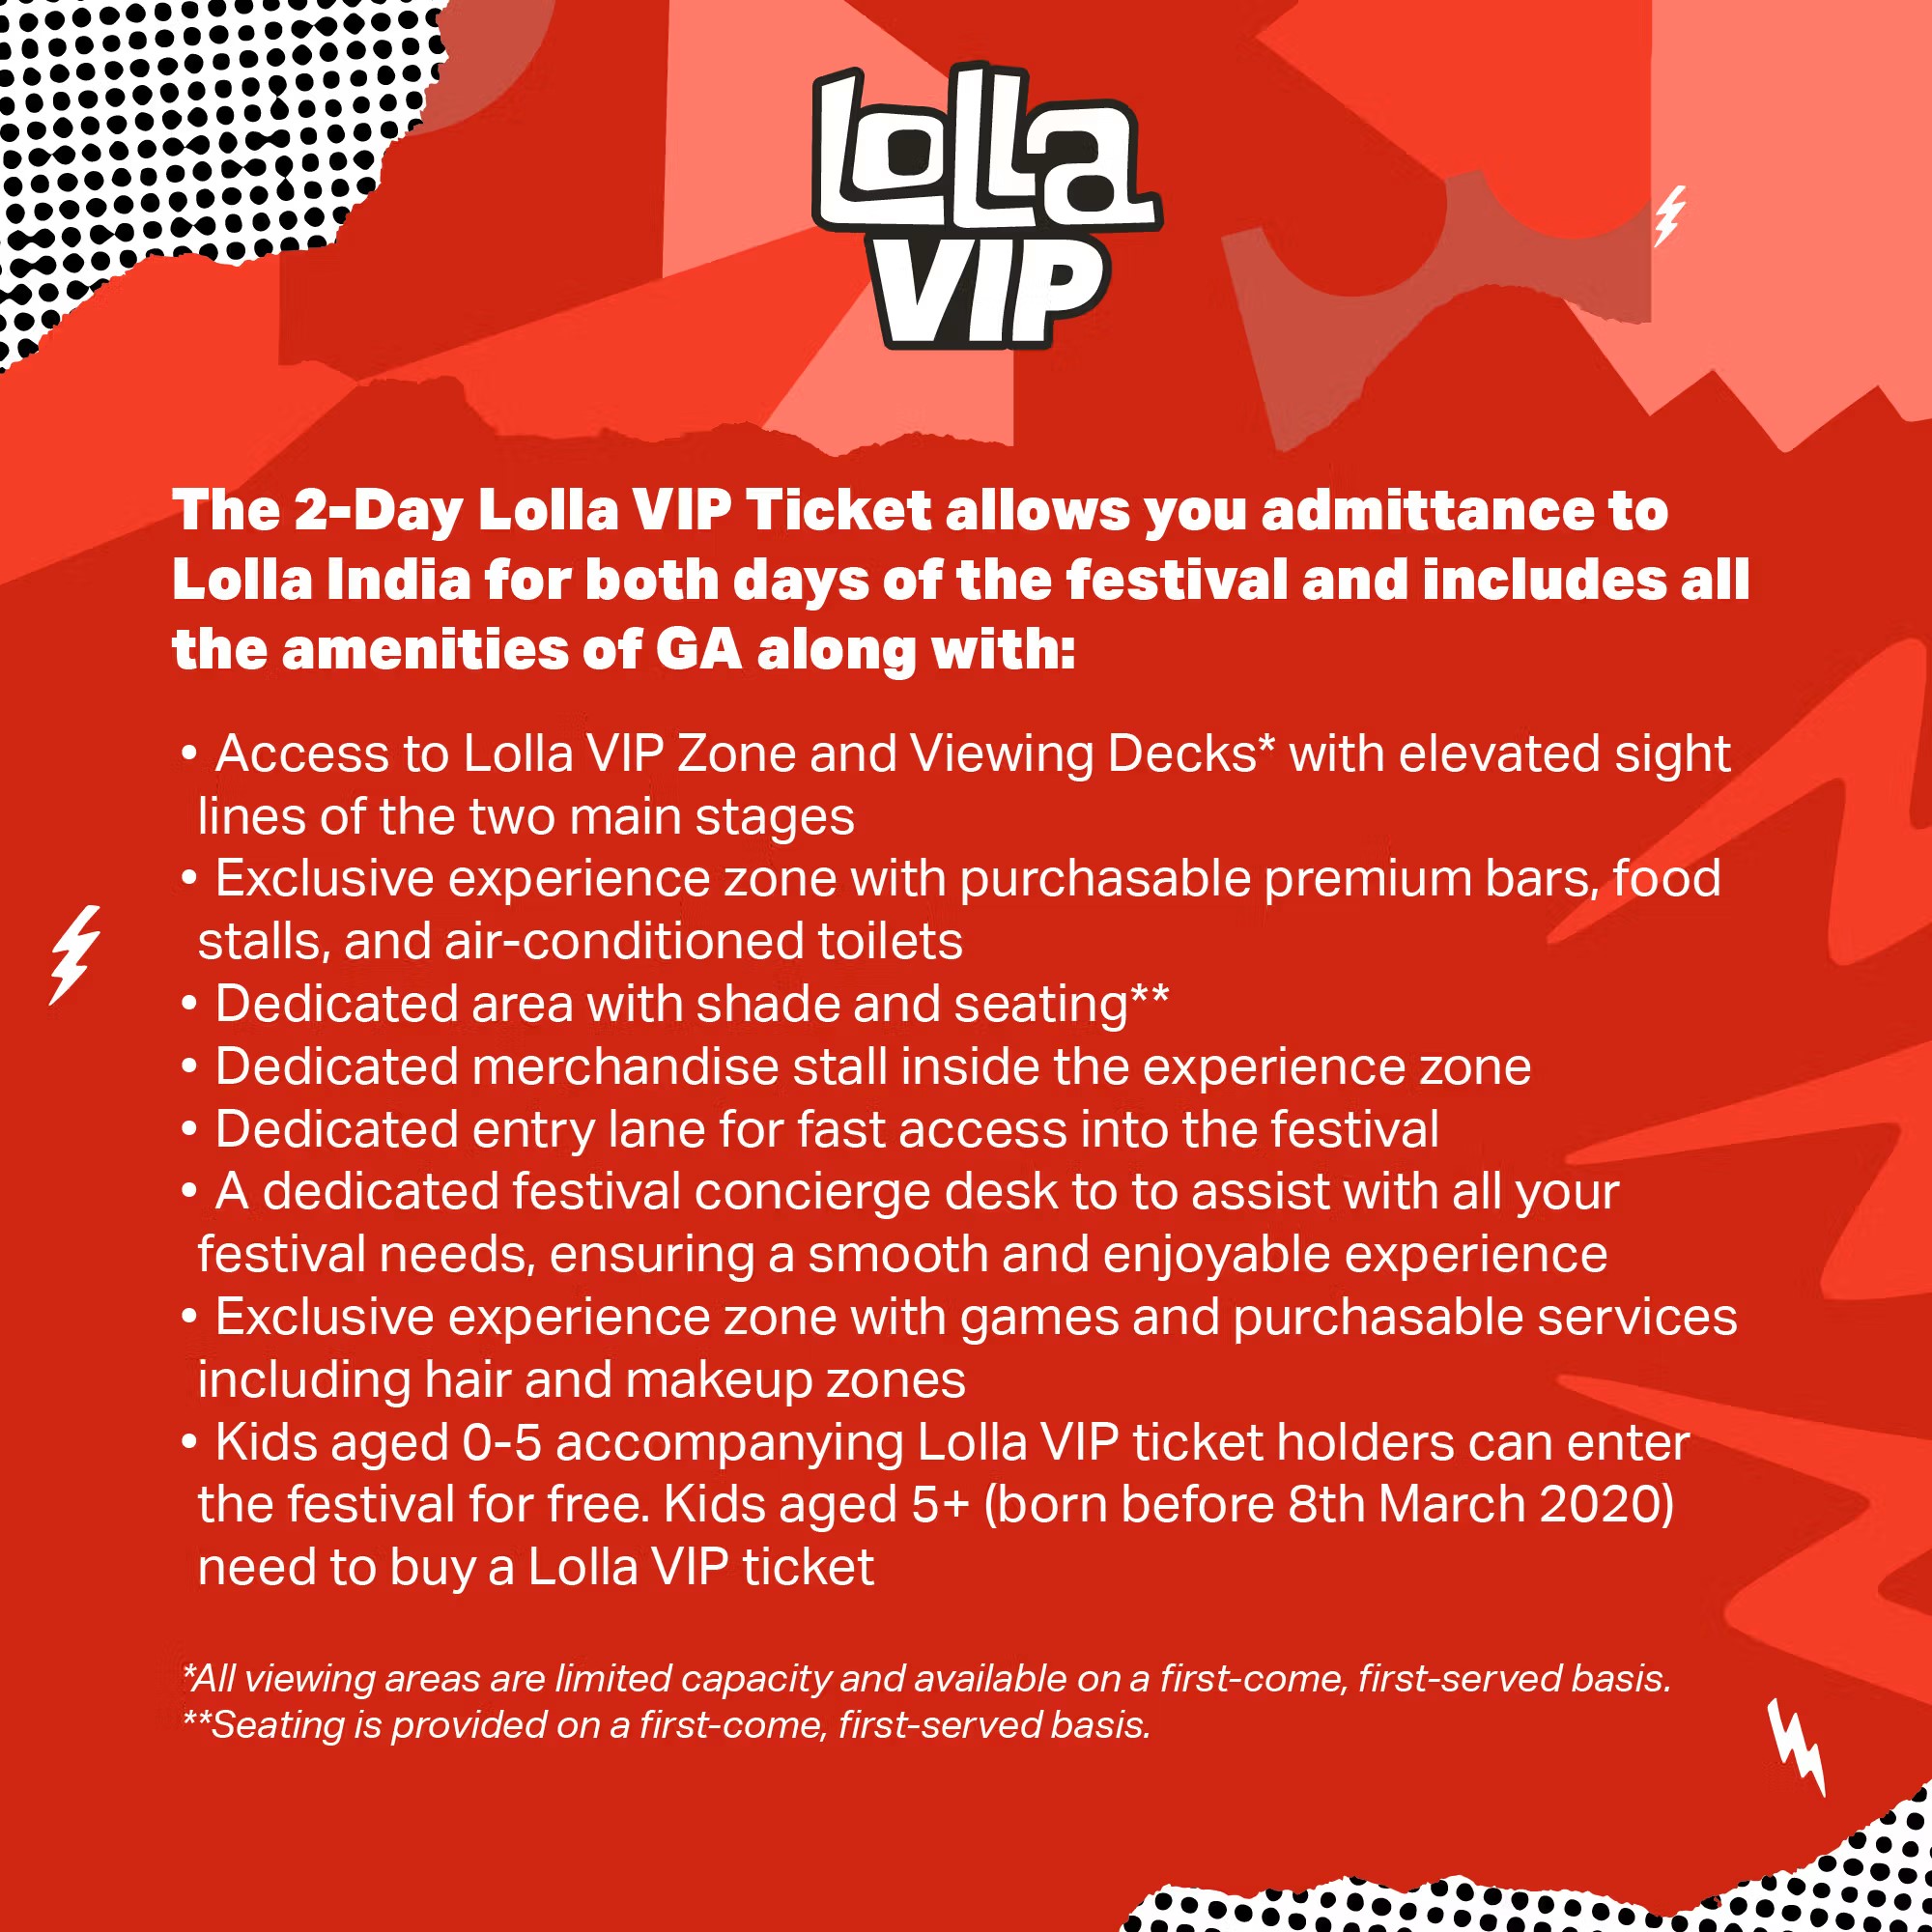 Lolla
VIP
The 2-Day Lolla VIP Ticket allows you admittance to
Lolla India for both days of the festival and includes all
the amenities of GA along with:
• Access to Lolla VIP Zone and Viewing Decks* with elevated sight
lines of the two main stages
• Exclusive experience zone with purchasable premium bars, food
stalls, and air-conditioned toilets
• Dedicated area with shade and seating**
• Dedicated merchandise stall inside the experience zone
• Dedicated entry lane for fast access into the festival
• A dedicated festival concierge desk to to assist with all your
festival needs, ensuring a smooth and enjoyable experience
• Exclusive experience zone with games and purchasable services
including hair and makeup zones
• Kids aged 0-5 accompanying Lolla VIP ticket holders can enter
the festival for free. Kids aged 5+ (born before 8th March 2020)
need to buy a Lolla VIP ticket
*All viewing areas are limited capacity and available on a first-come, first-served basis.
**Seating is provided on a first-come, first-served basis.